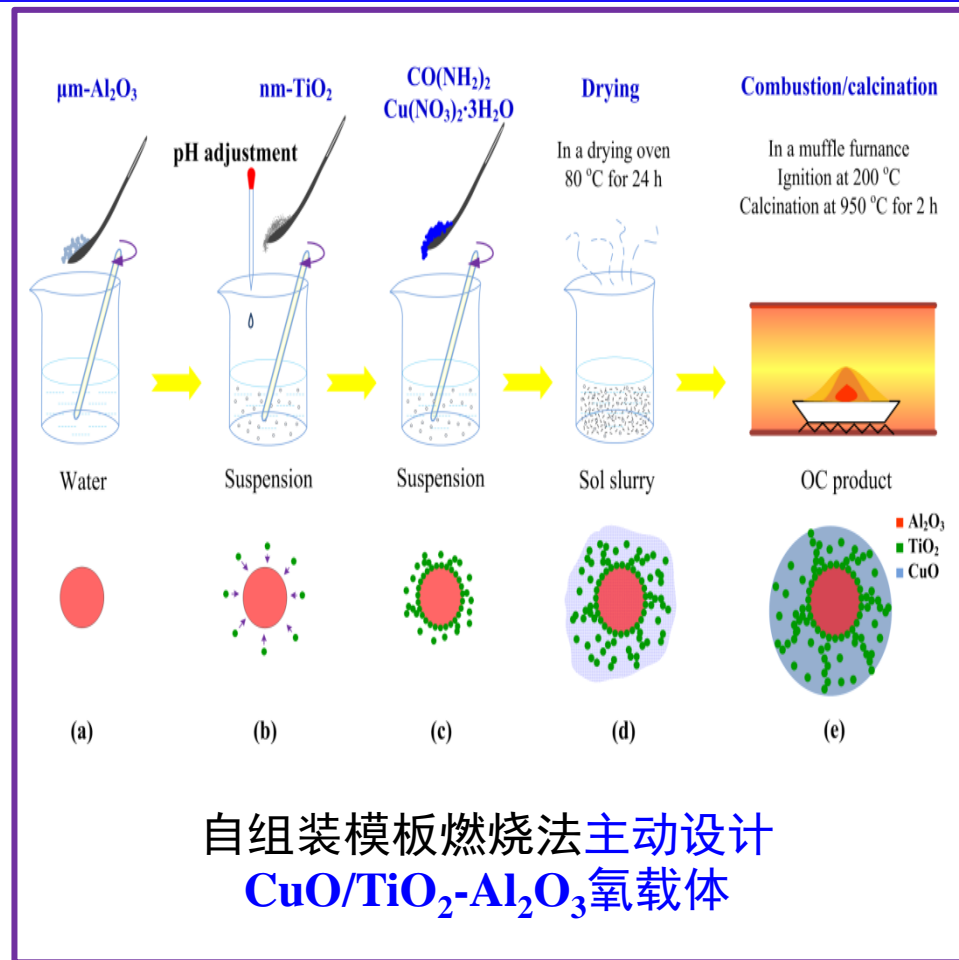 μm-Al₂O₃
nm-TiO₂
CO(NH₂)₂
Cu(NO₃)₂·3H₂O
Drying
Combustion/calcination
pH adjustment
In a drying oven
80 °C for 24 h
In a muffle furnance
Ignition at 200 °C
Calcination at 950 °C for 2 h
Water
Suspension
Suspension
Sol slurry
OC product
Al₂O₃
TiO₂
CuO
(a)
(b)
(c)
(d)
(e)
自组装模板燃烧法主动设计
CuO/TiO₂-Al₂O₃氧载体